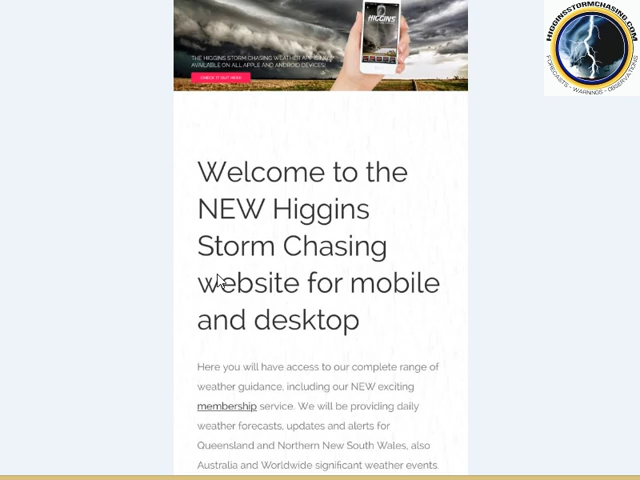 HIGGINSSTORMCHASING.COM
FORECASTS - WARNINGS - OBSERVATIONS
HIGGINS
THE HIGGINS STORM CHASING WEATHER APP IS
AVAILABLE ON ALL APPLE AND ANDROID DEVICES!
CHECK IT OUT HERE!
Welcome to the
NEW Higgins
Storm Chasing
website for mobile
and desktop
Here you will have access to our complete range of
weather guidance, including our NEW exciting
membership service. We will be providing daily
weather forecasts, updates and alerts for
Queensland and Northern New South Wales, also
Australia and Worldwide significant weather events.